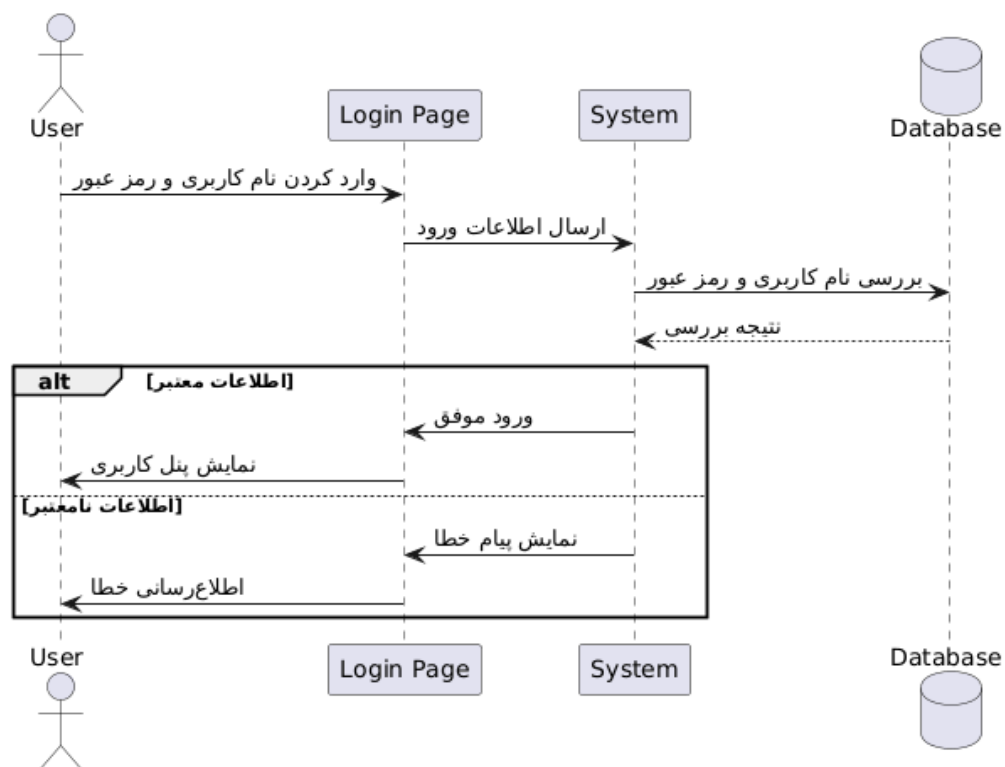 User
Login Page
System
Database
وارد کردن نام کاربری و رمز عبور
ارسال اطلاعات ورود
بررسی نام کاربری و رمز عبور
نتیجه بررسی
alt
[اطلاعات معتبر]
ورود موفق
نمایش پنل کاربری
[اطلاعات نامعتبر]
نمایش پیام خطا
اطلاع‌رسانی خطا
User
Login Page
System
Database